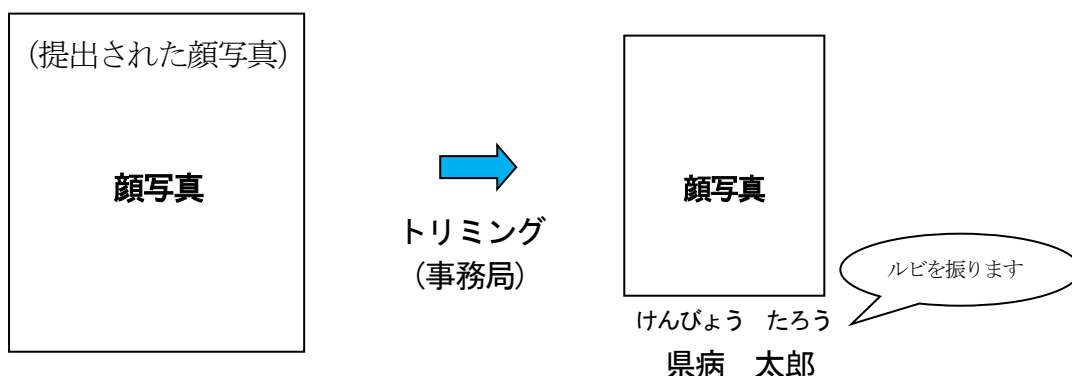 (提出された顔写真)
顔写真
トリミング
(事務局)
顔写真
ルビを振ります
けんびょう　たろう
県病　太郎